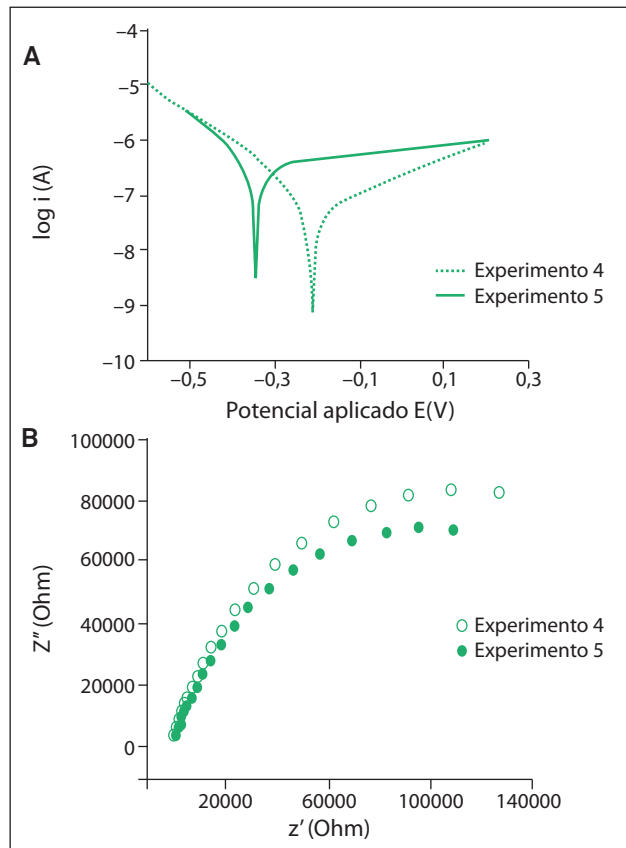 A
−4
−5
−6
−7
−8
−9
−10
log i (A)
Experimento 4
Experimento 5
−0,5
−0,3
−0,1
0,1
0,3
Potencial aplicado E(V)
B
100000
80000
60000
40000
20000
0
Z″ (Ohm)
Experimento 4
Experimento 5
20000
60000
100000
140000
z′ (Ohm)